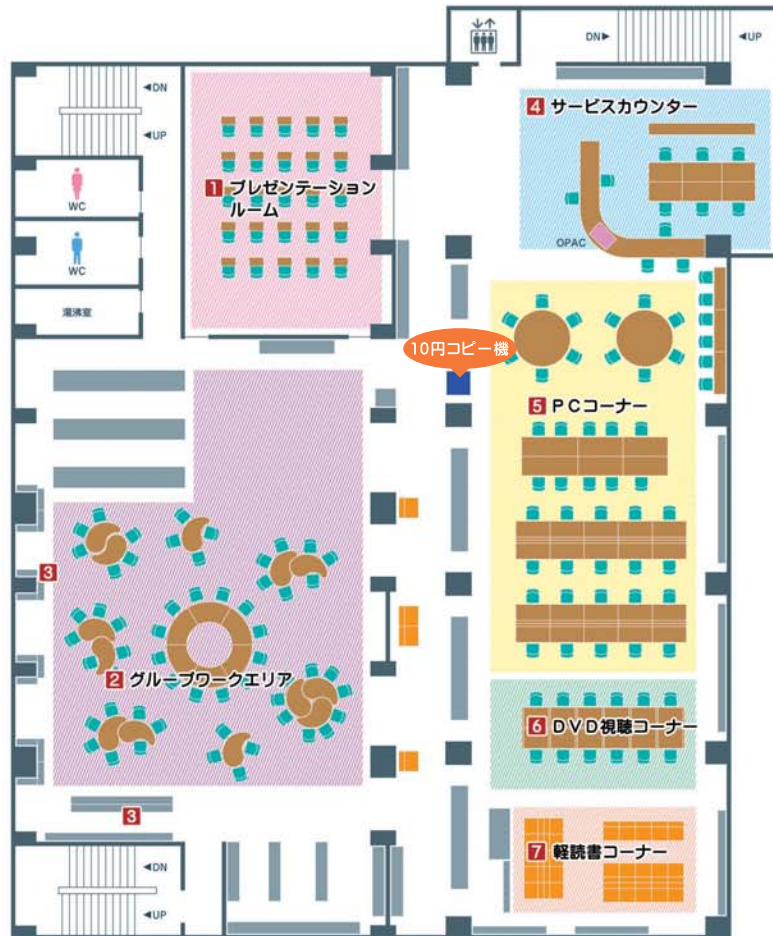 DN▶
◀UP
◀DN
◀UP
4 サービスカウンター
1 プレゼンテーション
ルーム
WC
WC
OPAC
湯沸室
10円コピー機
5 PCコーナー
3
2 グループワークエリア
6 DVD視聴コーナー
3
7 軽読書コーナー
◀DN
◀UP